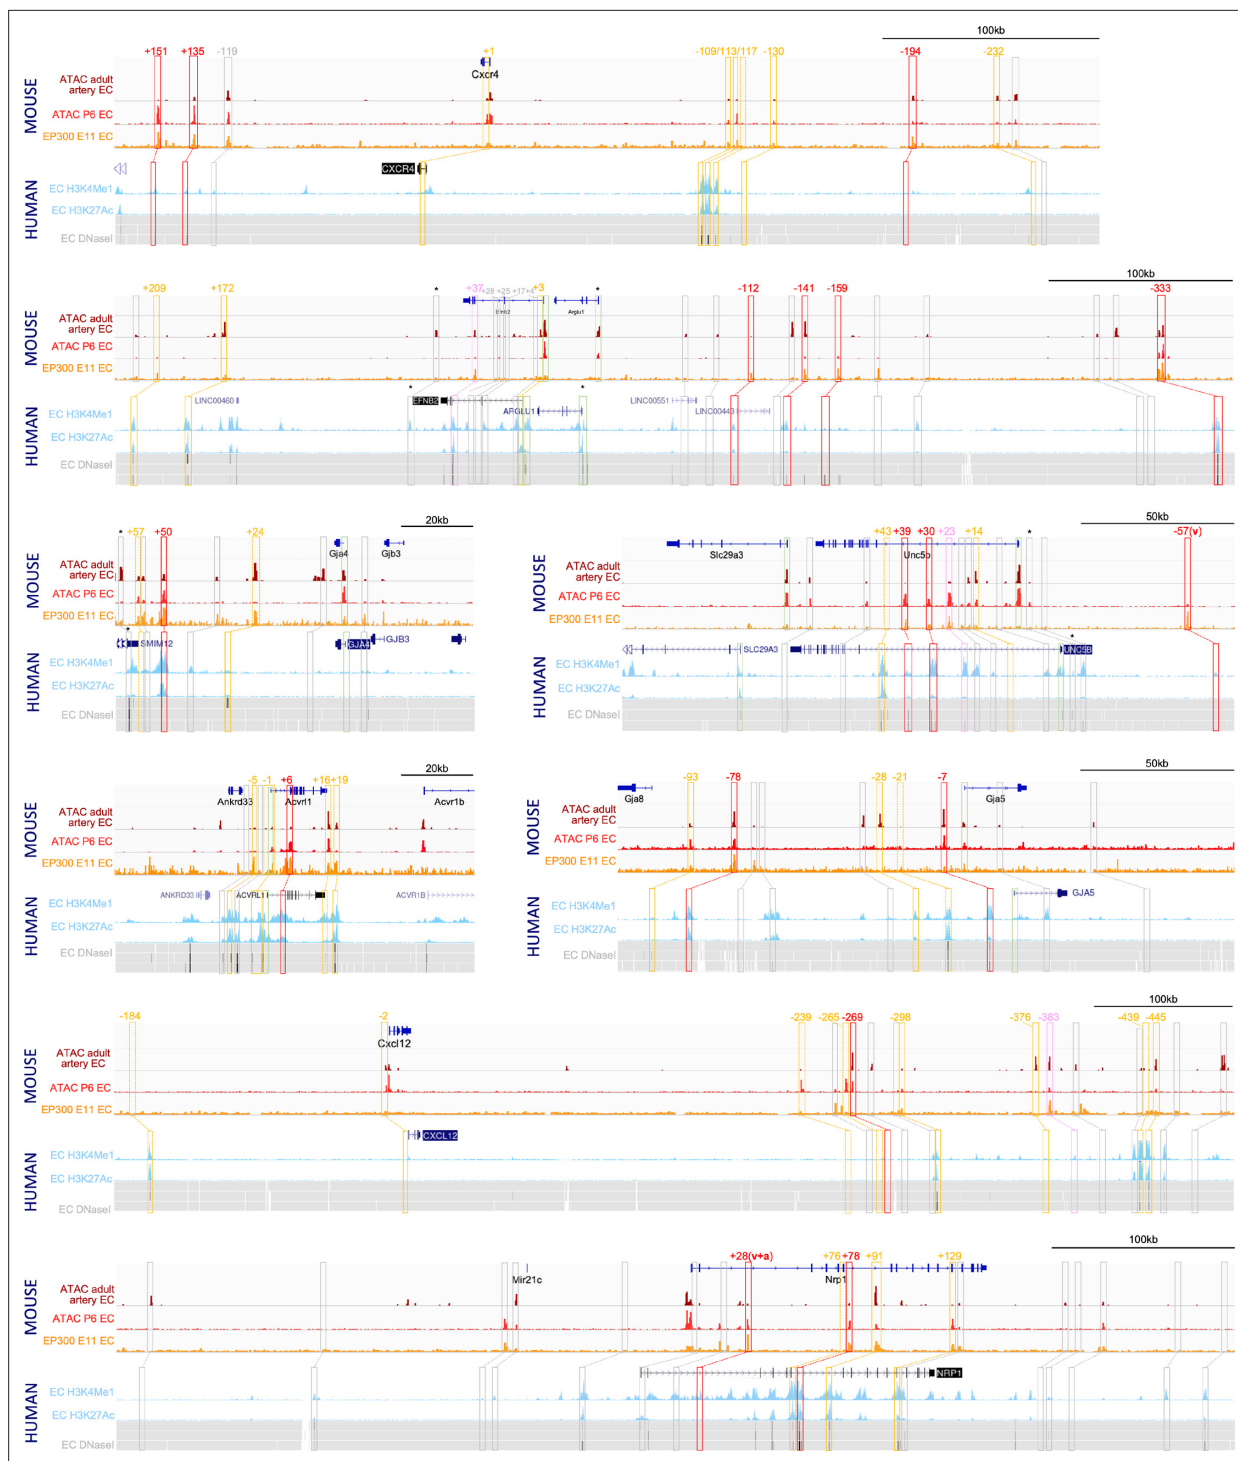 100kb
+151 +135 -119 +1 -109/113/117 -130 -194 -232
Cxcr4
MOUSE
ATAC adult
artery EC
ATAC P6 EC
EP300 E11 EC
HUMAN
CXCR4
EC H3K4Me1
EC H3K27Ac
EC DNaseI
100kb
+209 +172 * +37 +28 +25 +17 +4 +3 * -112 -141 -159 -333
Efnb2 Arglu1
MOUSE
ATAC adult
artery EC
ATAC P6 EC
EP300 E11 EC
HUMAN
* *
LINC00460 EFNB2 ARGLU1 LINC00551 LINC00443
EC H3K4Me1
EC H3K27Ac
EC DNaseI
20kb
* +57 +50 +24
Gja4 Gjb3
MOUSE
ATAC adult
artery EC
ATAC P6 EC
EP300 E11 EC
HUMAN
*
SMIM12 GJA4 GJB3
EC H3K4Me1
EC H3K27Ac
EC DNaseI
50kb
+43 +39 +30 +23 +14 * -57(v)
Slc29a3 Unc5b
MOUSE
ATAC adult
artery EC
ATAC P6 EC
EP300 E11 EC
HUMAN
*
SLC29A3 UNC5B
EC H3K4Me1
EC H3K27Ac
EC DNaseI
20kb
-5 -1 +6 +16 +19
Ankrd33 Acvrl1 Acvr1b
MOUSE
ATAC adult
artery EC
ATAC P6 EC
EP300 E11 EC
HUMAN
ANKRD33 ACVRL1 ACVR1B
EC H3K4Me1
EC H3K27Ac
EC DNaseI
50kb
-93 -78 -28 -21 -7
Gja8 Gja5
MOUSE
ATAC adult
artery EC
ATAC P6 EC
EP300 E11 EC
HUMAN
GJA5
EC H3K4Me1
EC H3K27Ac
EC DNaseI
100kb
-184 -2 -239 -265 -269 -298 -376 -383 -439 -445
Cxcl12
MOUSE
ATAC adult
artery EC
ATAC P6 EC
EP300 E11 EC
HUMAN
CXCL12
EC H3K4Me1
EC H3K27Ac
EC DNaseI
100kb
+28(v+a) +76 +78 +91 +129
Mir21c Nrp1
MOUSE
ATAC adult
artery EC
ATAC P6 EC
EP300 E11 EC
HUMAN
NRP1
EC H3K4Me1
EC H3K27Ac
EC DNaseI